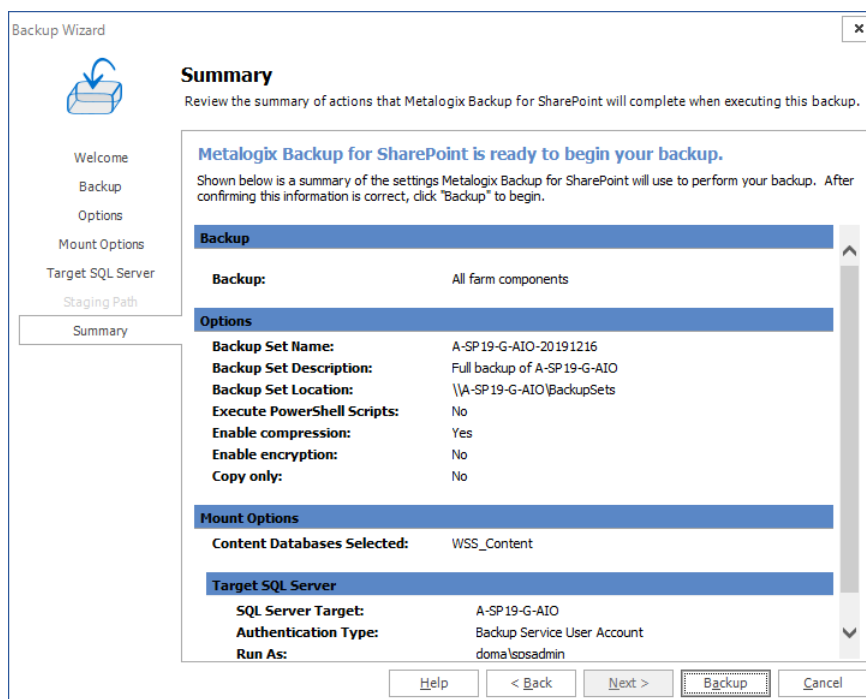 Backup Wizard
Summary
Review the summary of actions that Metalogix Backup for SharePoint will complete when executing this backup.
Welcome
Backup
Options
Mount Options
Target SQL Server
Staging Path
Summary
Metalogix Backup for SharePoint is ready to begin your backup.
Shown below is a summary of the settings Metalogix Backup for SharePoint will use to perform your backup. After
confirming this information is correct, click "Backup" to begin.
Backup
Backup: All farm components
Options
Backup Set Name: A-SP19-G-AIO-20191216
Backup Set Description: Full backup of A-SP19-G-AIO
Backup Set Location: \\A-SP19-G-AIO\BackupSets
Execute PowerShell Scripts: No
Enable compression: Yes
Enable encryption: No
Copy only: No
Mount Options
Content Databases Selected: WSS_Content
Target SQL Server
SQL Server Target: A-SP19-G-AIO
Authentication Type: Backup Service User Account
Run As: doma\spsadmin
Help < Back Next > Backup Cancel